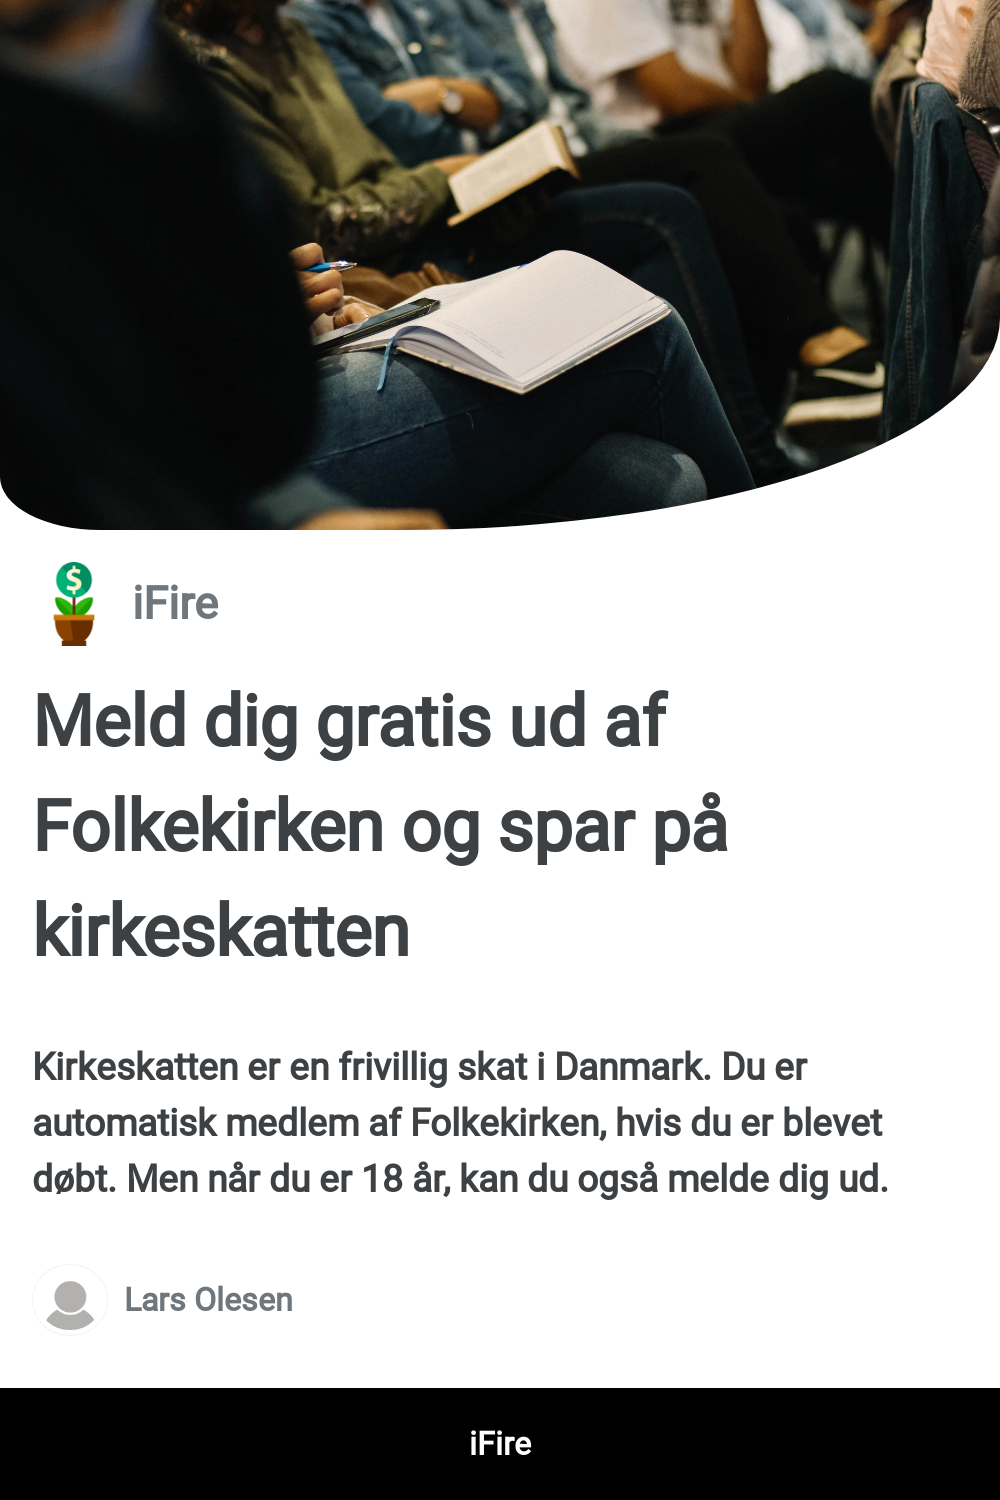 $
iFire
Meld dig gratis ud af
Folkekirken og spar på
kirkeskatten
Kirkeskatten er en frivillig skat i Danmark. Du er
automatisk medlem af Folkekirken, hvis du er blevet
døbt. Men når du er 18 år, kan du også melde dig ud.
Lars Olesen
iFire